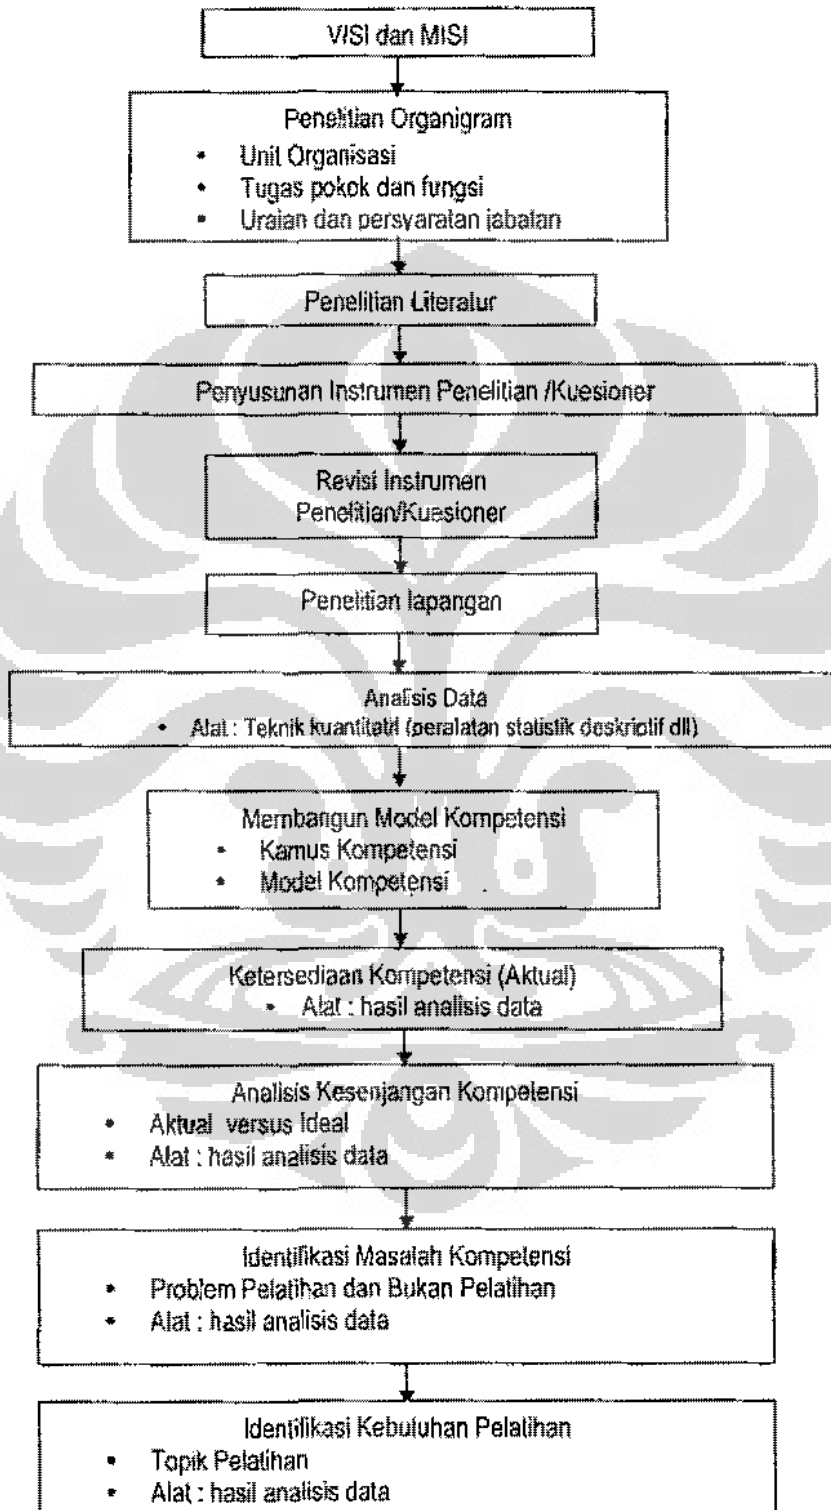 VISI dan MISI
Penelitian Organigram
• Unit Organisasi
• Tugas pokok dan fungsi
• Uraian dan persyaratan jabatan
Penelitian Literatur
Penyusunan Instrumen Penelitian /Kuesioner
Revisi Instrumen
Penelitian/Kuesioner
Penelitian lapangan
Analisis Data
• Alat : Teknik kuantitatif (peralatan statistik deskriptif dll)
Membangun Model Kompetensi
• Kamus Kompetensi
• Model Kompetensi
Ketersediaan Kompetensi (Aktual)
• Alat : hasil analisis data
Analisis Kesenjangan Kompetensi
• Aktual versus Ideal
• Alat : hasil analisis data
Identifikasi Masalah Kompetensi
• Problem Pelatihan dan Bukan Pelatihan
• Alat : hasil analisis data
Identifikasi Kebutuhan Pelatihan
• Topik Pelatihan
• Alat : hasil analisis data